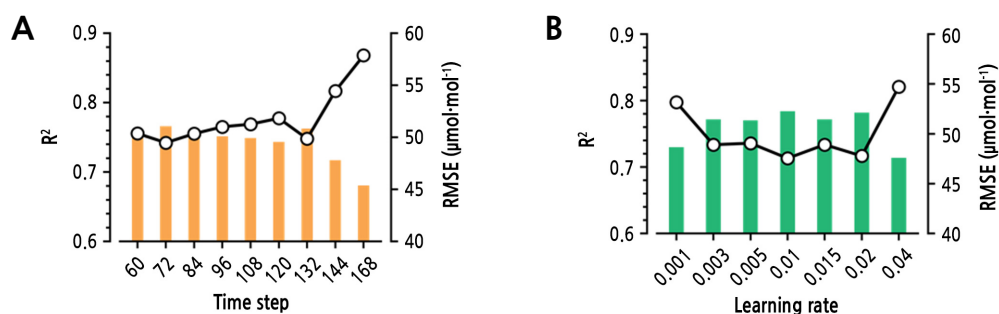 A
0.9
0.8
0.7
0.6
R²
60
55
50
45
40
RMSE (μmol·mol⁻¹)
60 72 84 96 108 120 132 144 168
Time step
B
0.9
0.8
0.7
0.6
R²
60
55
50
45
40
RMSE (μmol·mol⁻¹)
0.001 0.003 0.005 0.01 0.015 0.02 0.04
Learning rate